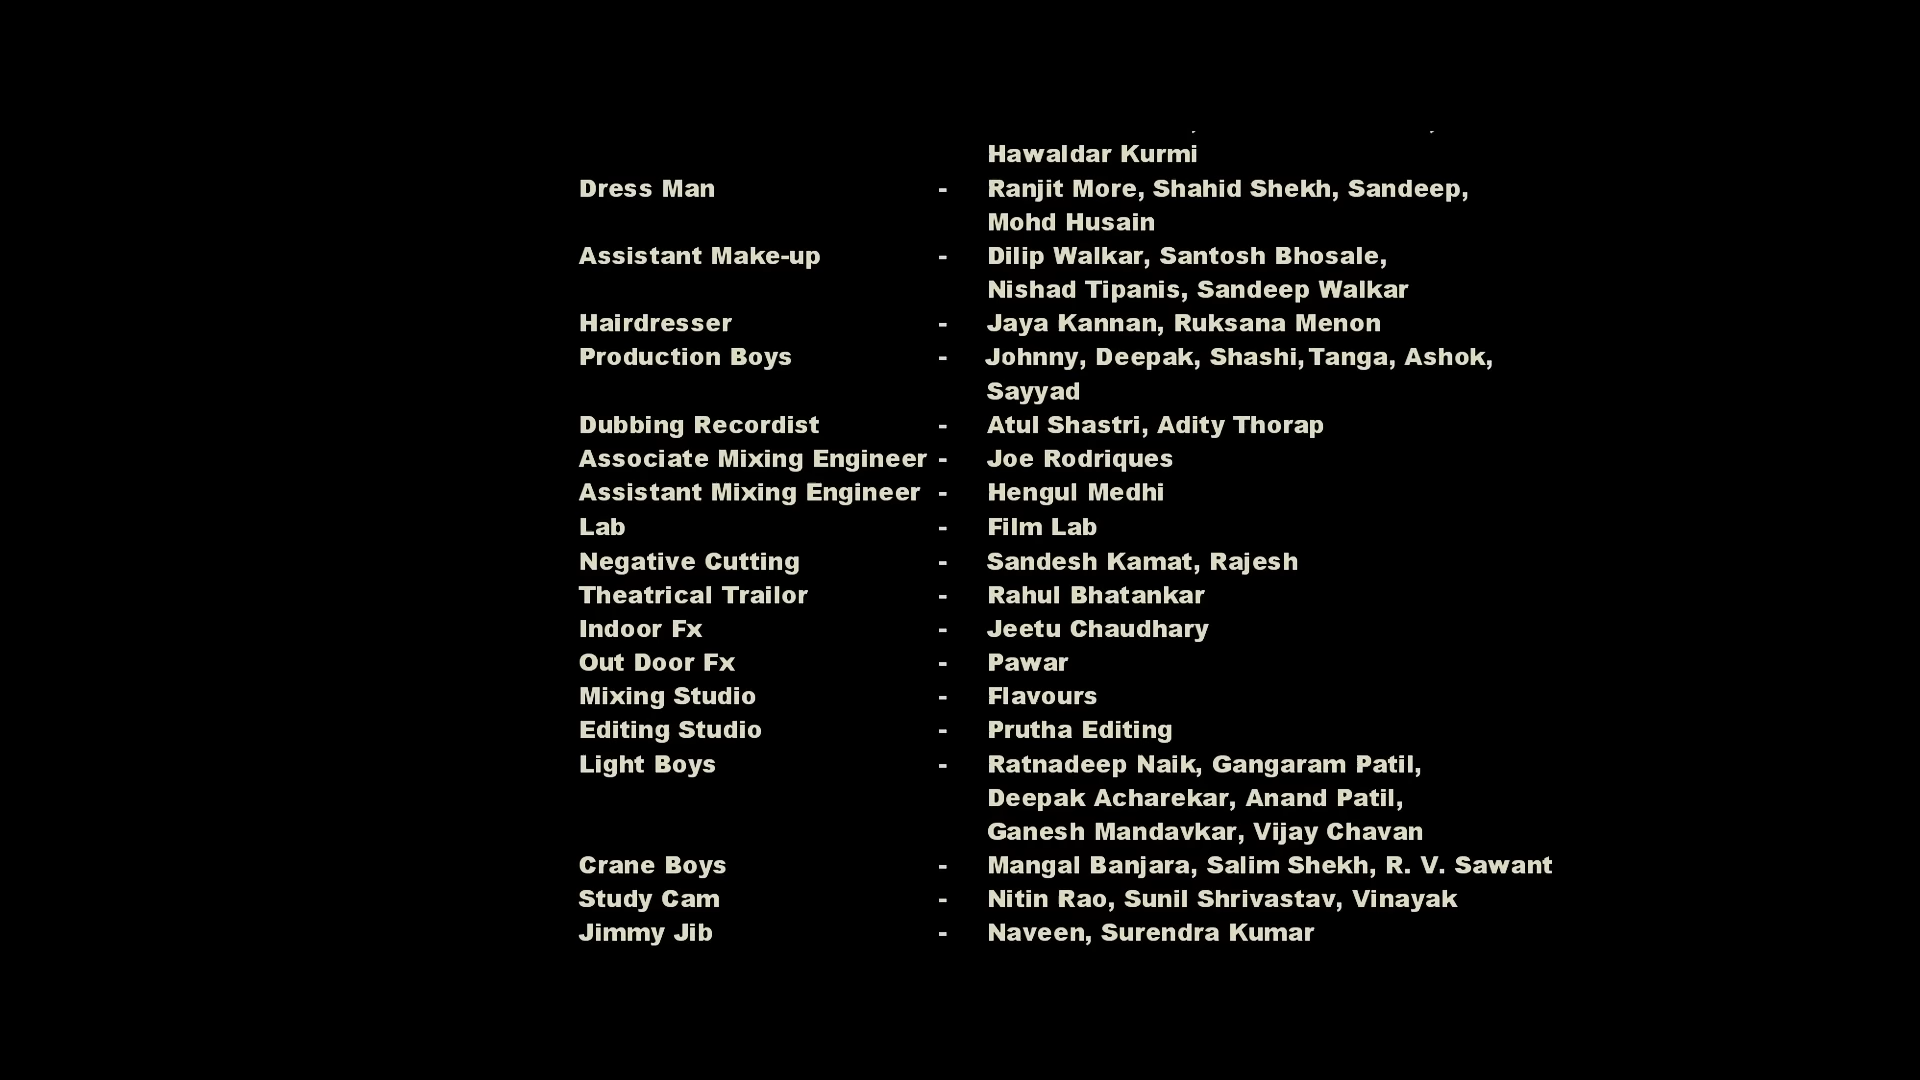 Hawaldar Kurmi
Dress Man - Ranjit More, Shahid Shekh, Sandeep,
Mohd Husain
Assistant Make-up - Dilip Walkar, Santosh Bhosale,
Nishad Tipanis, Sandeep Walkar
Hairdresser - Jaya Kannan, Ruksana Menon
Production Boys - Johnny, Deepak, Shashi, Tanga, Ashok,
Sayyad
Dubbing Recordist - Atul Shastri, Adity Thorap
Associate Mixing Engineer - Joe Rodriques
Assistant Mixing Engineer - Hengul Medhi
Lab - Film Lab
Negative Cutting - Sandesh Kamat, Rajesh
Theatrical Trailor - Rahul Bhatankar
Indoor Fx - Jeetu Chaudhary
Out Door Fx - Pawar
Mixing Studio - Flavours
Editing Studio - Prutha Editing
Light Boys - Ratnadeep Naik, Gangaram Patil,
Deepak Acharekar, Anand Patil,
Ganesh Mandavkar, Vijay Chavan
Crane Boys - Mangal Banjara, Salim Shekh, R. V. Sawant
Study Cam - Nitin Rao, Sunil Shrivastav, Vinayak
Jimmy Jib - Naveen, Surendra Kumar